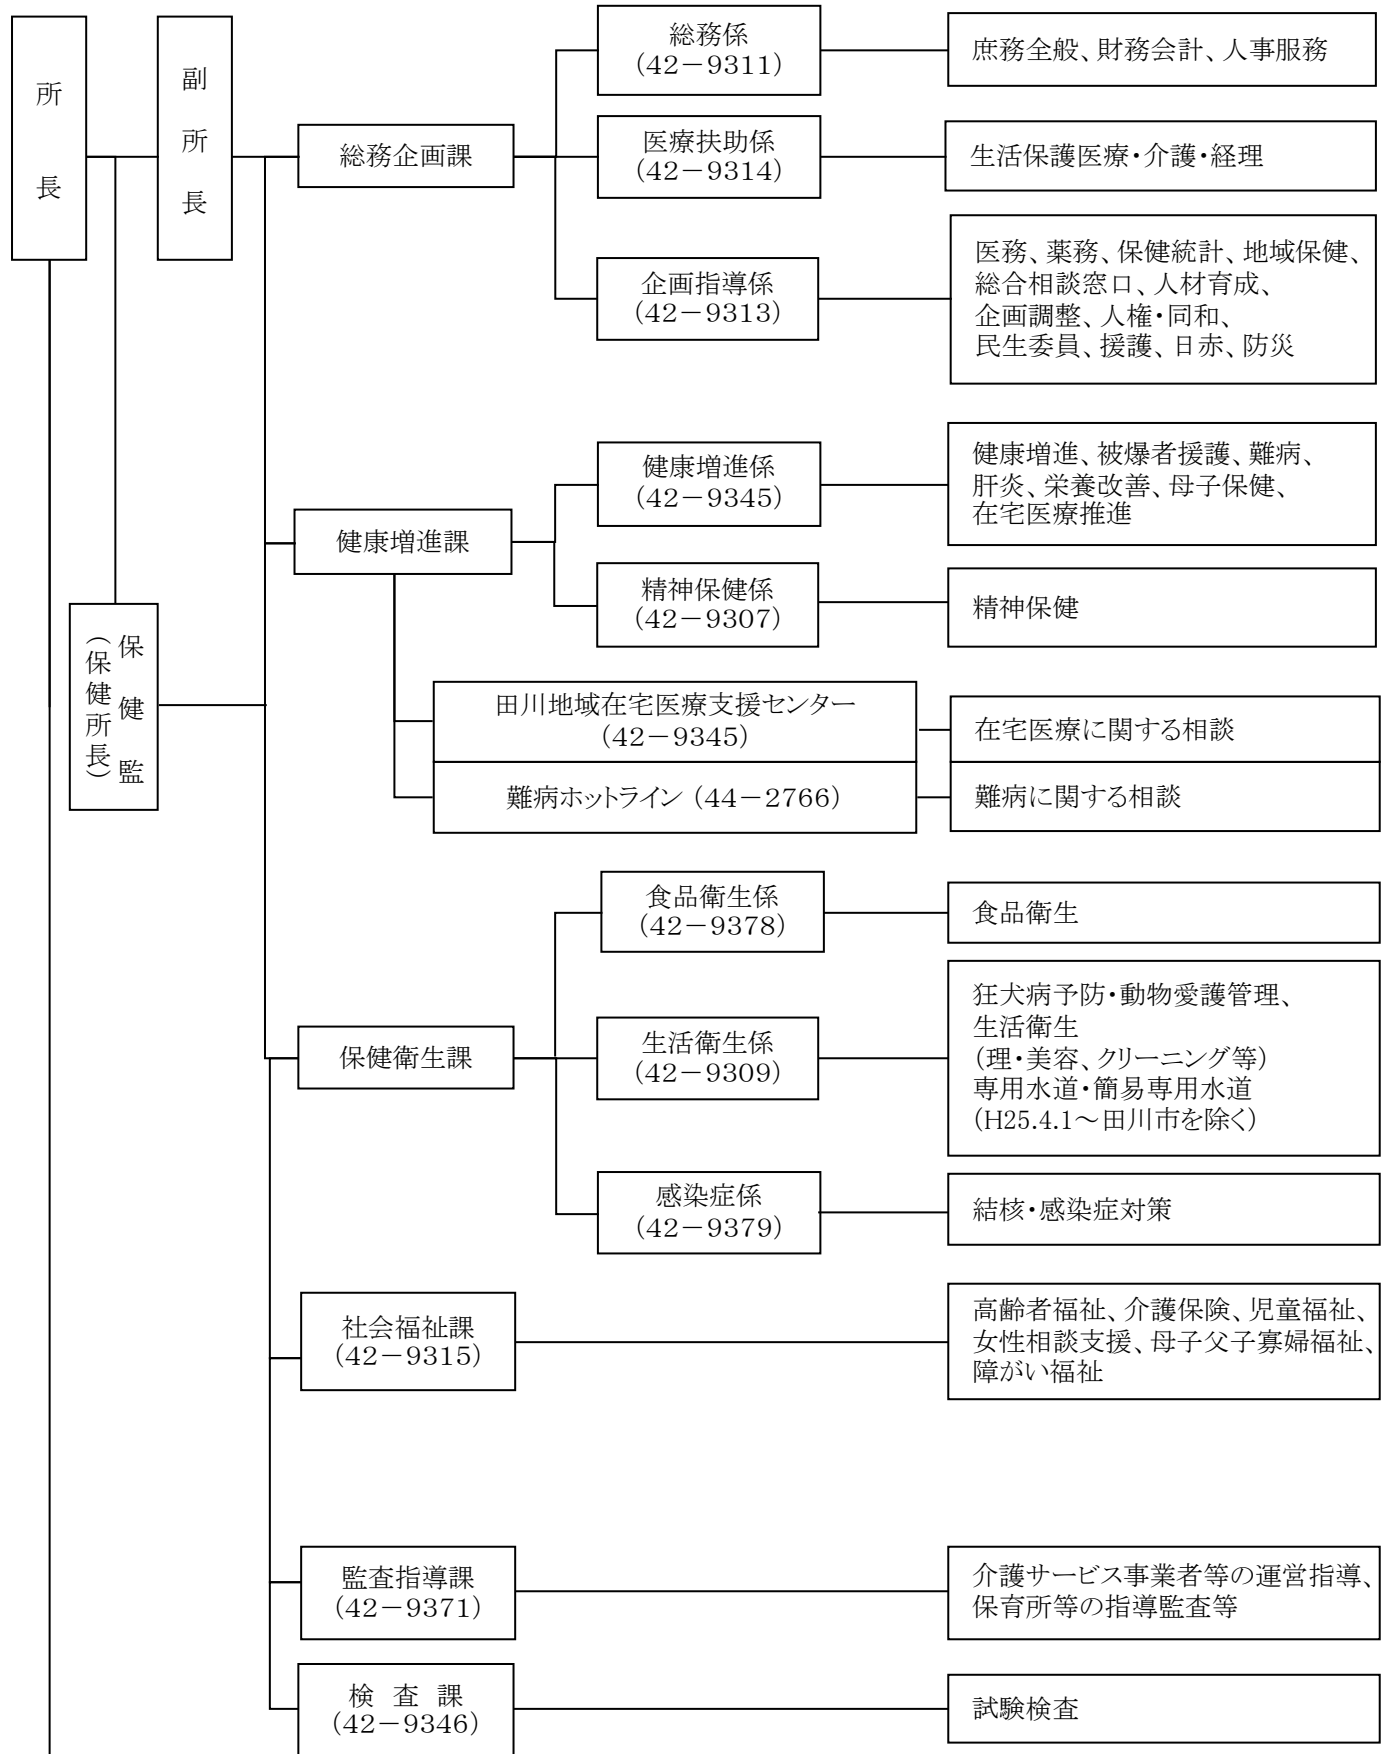 所長
副所長
保健監
（保健所長）
総務企画課
総務係
(42－9311)
庶務全般、財務会計、人事服務
医療扶助係
(42－9314)
生活保護医療・介護・経理
企画指導係
(42－9313)
医務、薬務、保健統計、地域保健、
総合相談窓口、人材育成、
企画調整、人権・同和、
民生委員、援護、日赤、防災
健康増進課
健康増進係
(42－9345)
健康増進、被爆者援護、難病、
肝炎、栄養改善、母子保健、
在宅医療推進
精神保健係
(42－9307)
精神保健
田川地域在宅医療支援センター
(42－9345)
在宅医療に関する相談
難病ホットライン (44－2766)
難病に関する相談
保健衛生課
食品衛生係
(42－9378)
食品衛生
生活衛生係
(42－9309)
狂犬病予防・動物愛護管理、
生活衛生
(理・美容、クリーニング等)
専用水道・簡易専用水道
(H25.4.1～田川市を除く)
感染症係
(42－9379)
結核・感染症対策
社会福祉課
(42－9315)
高齢者福祉、介護保険、児童福祉、
女性相談支援、母子父子寡婦福祉、
障がい福祉
監査指導課
(42－9371)
介護サービス事業者等の運営指導、
保育所等の指導監査等
検 査 課
(42－9346)
試験検査